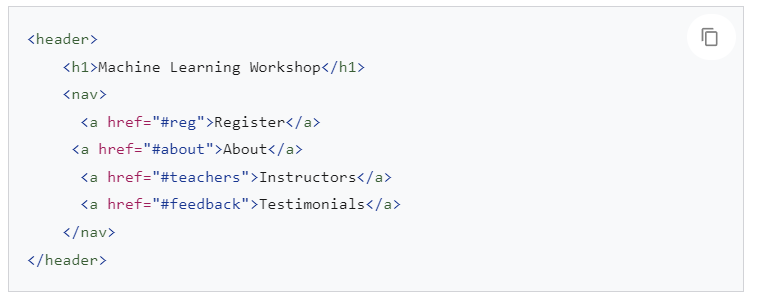 <header>
    <h1>Machine Learning Workshop</h1>
    <nav>
      <a href="#reg">Register</a>
     <a href="#about">About</a>
      <a href="#teachers">Instructors</a>
      <a href="#feedback">Testimonials</a>
    </nav>
</header>